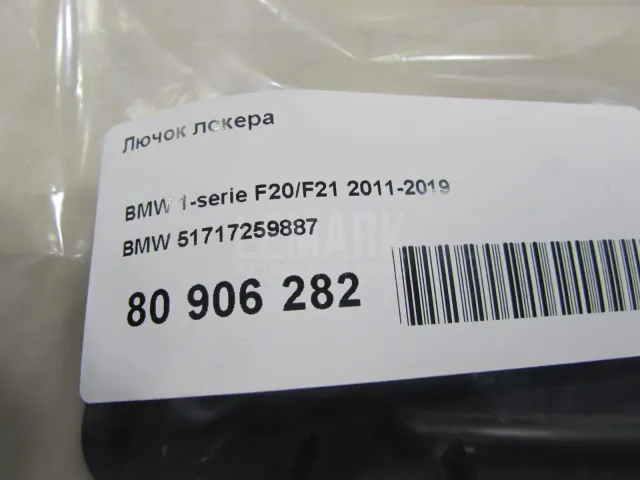 Лючок локера
BMW 1-serie F20/F21 2011-2019
BMW 51717259887
80 906 282